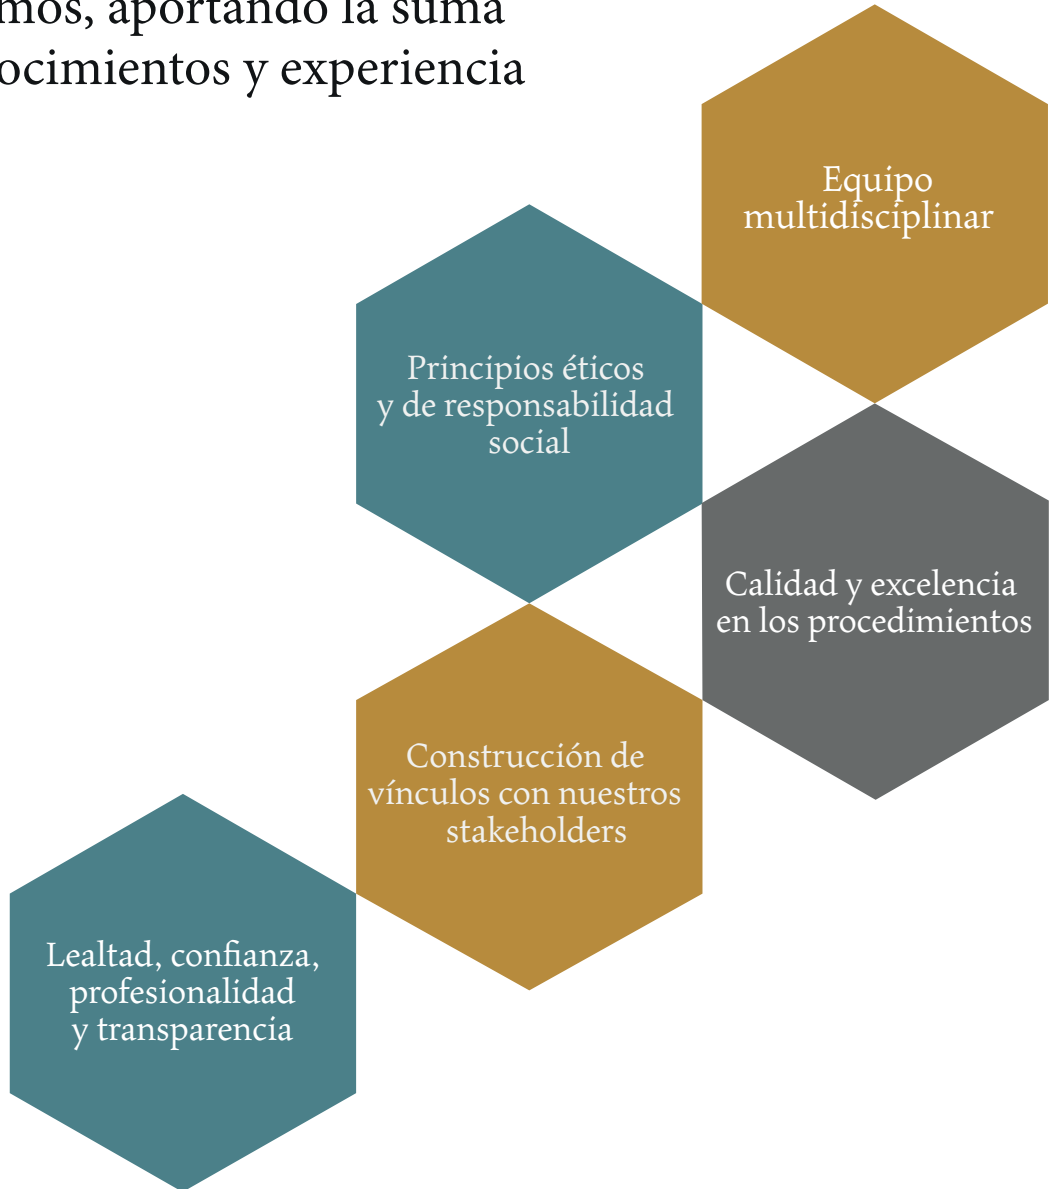 mos, aportando la suma
ocimientos y experiencia
Equipo
multidisciplinar
Principios éticos
y de responsabilidad
social
Calidad y excelencia
en los procedimientos
Construcción de
vínculos con nuestros
stakeholders
Lealtad, confianza,
profesionalidad
y transparencia